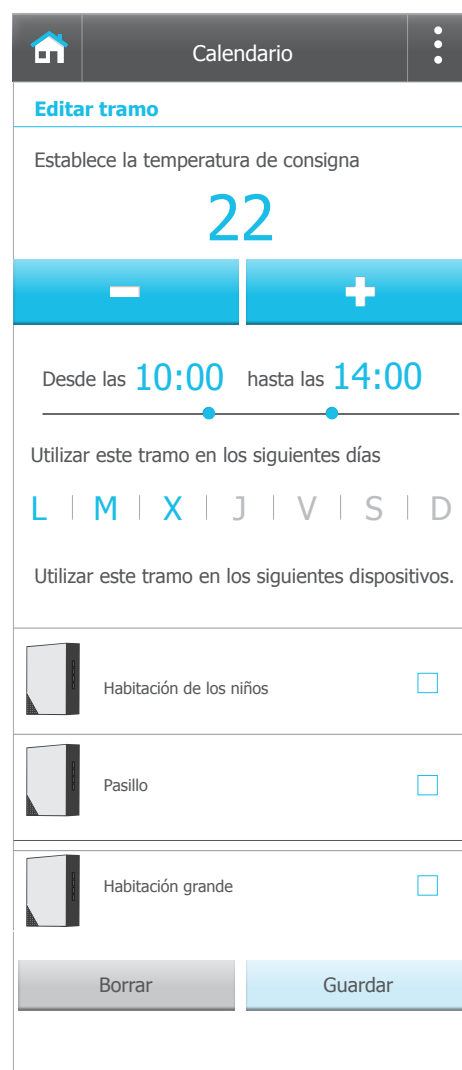 Calendario
Editar tramo
Establece la temperatura de consigna
22
Desde las 10:00 hasta las 14:00
Utilizar este tramo en los siguientes días
L M X J V S D
Utilizar este tramo en los siguientes dispositivos.
Habitación de los niños
Pasillo
Habitación grande
Borrar Guardar